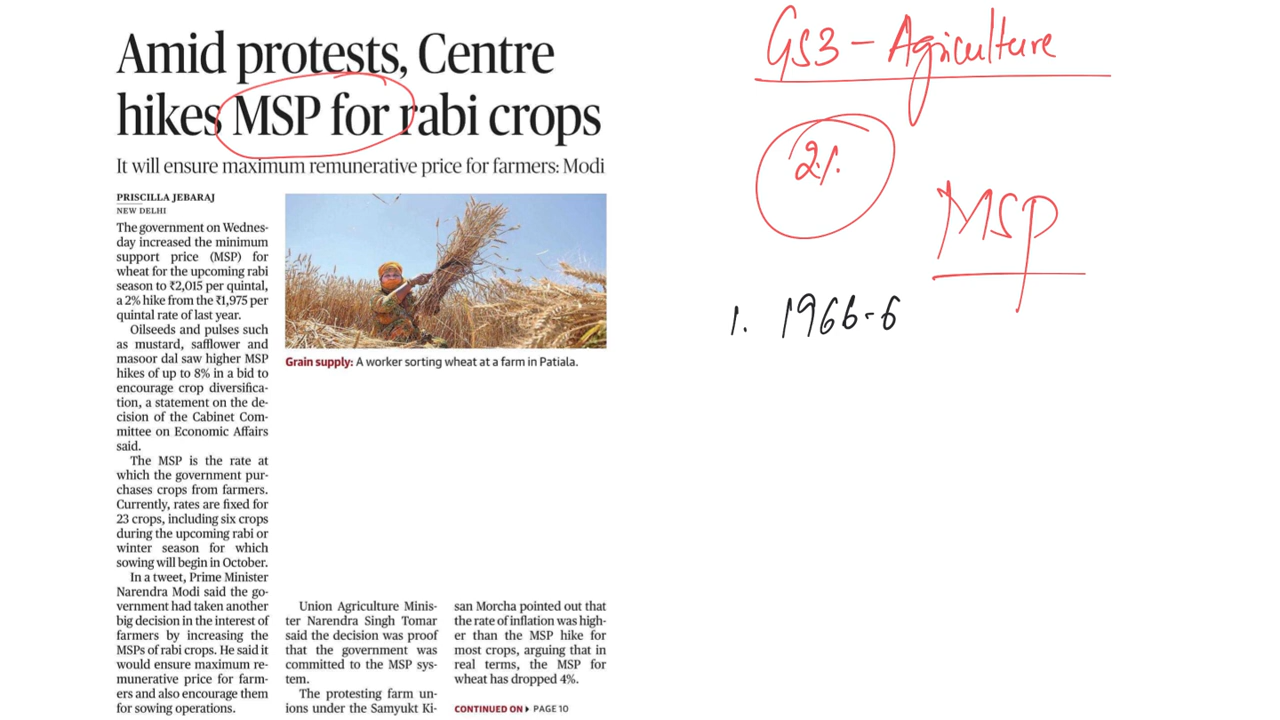 Amid protests, Centre
hikes MSP for rabi crops
It will ensure maximum remunerative price for farmers: Modi
PRISCILLA JEBARAJ
NEW DELHI
The government on Wednes-
day increased the minimum
support price (MSP) for
wheat for the upcoming rabi
season to ₹2,015 per quintal,
a 2% hike from the ₹1,975 per
quintal rate of last year.
Oilseeds and pulses such
as mustard, safflower and
masoor dal saw higher MSP
hikes of up to 8% in a bid to
encourage crop diversifica-
tion, a statement on the de-
cision of the Cabinet Com-
mittee on Economic Affairs
said.
The MSP is the rate at
which the government pur-
chases crops from farmers.
Currently, rates are fixed for
23 crops, including six crops
during the upcoming rabi or
winter season for which
sowing will begin in October.
In a tweet, Prime Minister
Narendra Modi said the go-
vernment had taken another
big decision in the interest of
farmers by increasing the
MSPs of rabi crops. He said it
would ensure maximum re-
munerative price for farm-
ers and also encourage them
for sowing operations.
Grain supply: A worker sorting wheat at a farm in Patiala.
Union Agriculture Minis-
ter Narendra Singh Tomar
said the decision was proof
that the government was
committed to the MSP sys-
tem.
The protesting farm un-
ions under the Samyukt Ki-
san Morcha pointed out that
the rate of inflation was high-
er than the MSP hike for
most crops, arguing that in
real terms, the MSP for
wheat has dropped 4%.
CONTINUED ON ▸ PAGE 10
GS3 - Agriculture
2%
MSP
1. 1966-6